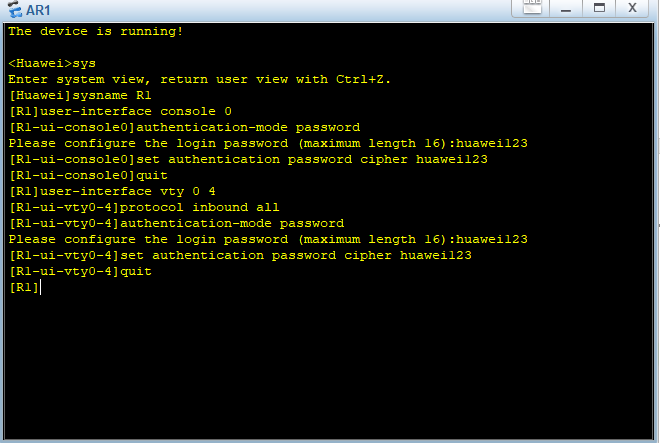 AR1
The device is running!
<Huawei>sys
Enter system view, return user view with Ctrl+Z.
[Huawei]sysname R1
[R1]user-interface console 0
[R1-ui-console0]authentication-mode password
Please configure the login password (maximum length 16):huawei123
[R1-ui-console0]set authentication password cipher huawei123
[R1-ui-console0]quit
[R1]user-interface vty 0 4
[R1-ui-vty0-4]protocol inbound all
[R1-ui-vty0-4]authentication-mode password
Please configure the login password (maximum length 16):huawei123
[R1-ui-vty0-4]set authentication password cipher huawei123
[R1-ui-vty0-4]quit
[R1]